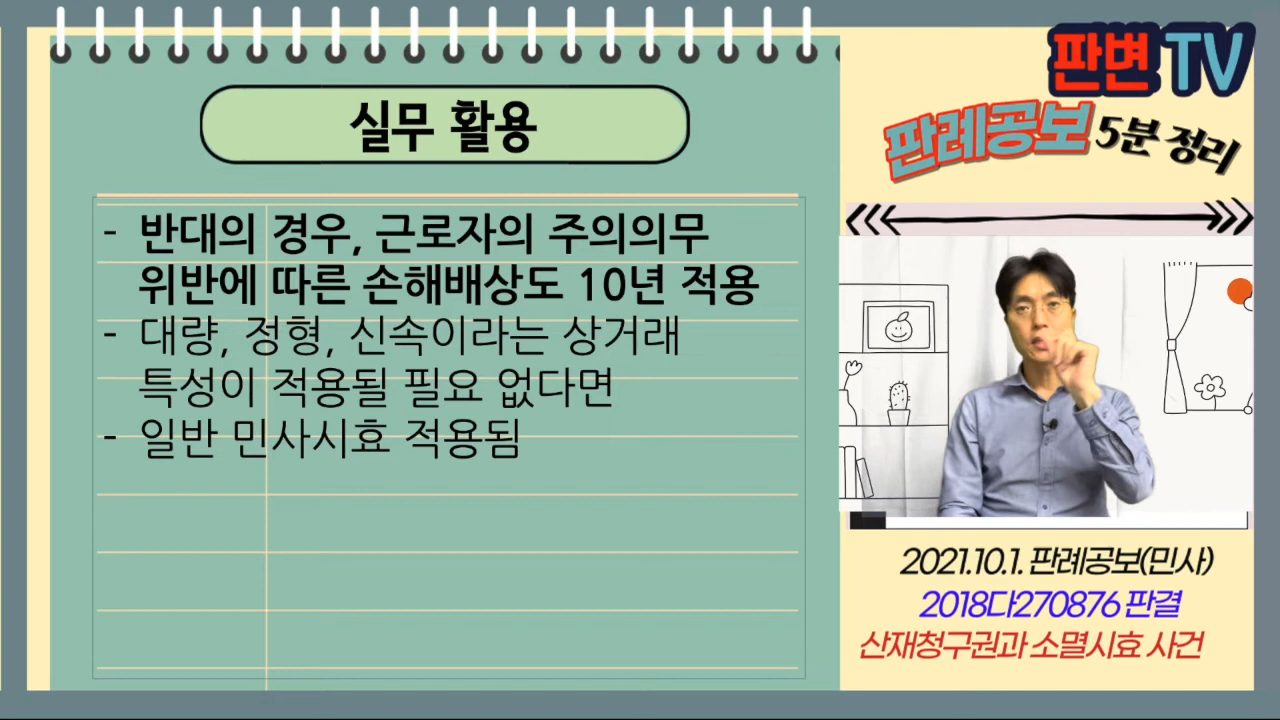 판변 TV
판례공보 5분 정리
실무 활용
- 반대의 경우, 근로자의 주의의무
위반에 따른 손해배상도 10년 적용
- 대량, 정형, 신속이라는 상거래
특성이 적용될 필요 없다면
- 일반 민사시효 적용됨
2021.10.1. 판례공보(민사)
2018다270876 판결
산재청구권과 소멸시효 사건